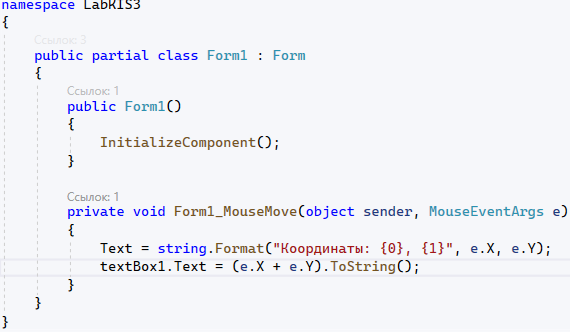 namespace LabKIS3
{
Ссылок: 3
public partial class Form1 : Form
{
Ссылок: 1
public Form1()
{
InitializeComponent();
}
Ссылок: 1
private void Form1_MouseMove(object sender, MouseEventArgs e)
{
Text = string.Format("Координаты: {0}, {1}", e.X, e.Y);
textBox1.Text = (e.X + e.Y).ToString();
}
}
}